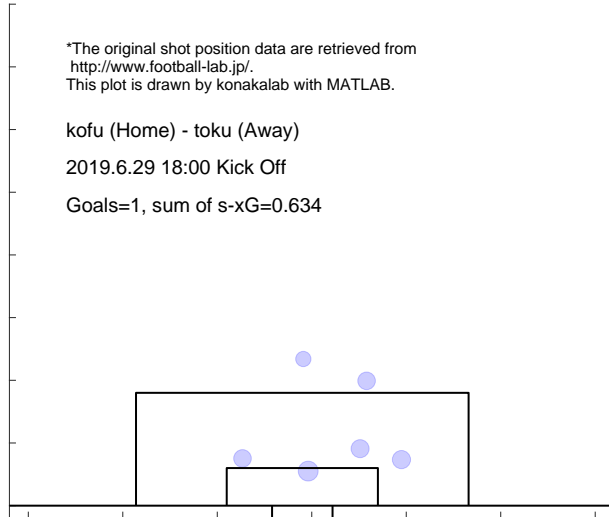 *The original shot position data are retrieved from
http://www.football-lab.jp/.
This plot is drawn by konakalab with MATLAB.
kofu (Home) - toku (Away)
2019.6.29 18:00 Kick Off
Goals=1, sum of s-xG=0.634